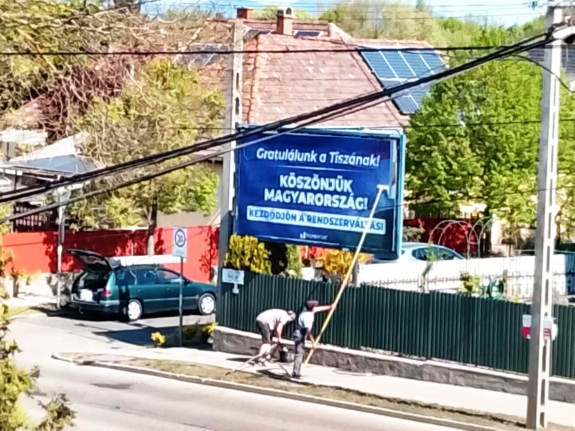 Gratulálunk a Tiszának!
KÖSZÖNJÜK
MAGYARORSZÁG!
KEZDŐDJÖN A RENDSZERVÁLTÁS!